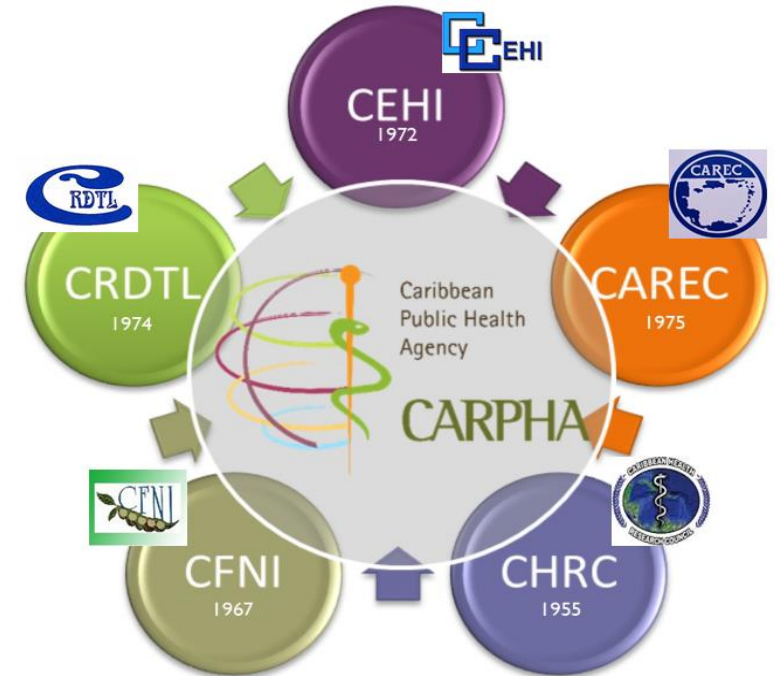 CEHI
CEHI
1972
RDTL
CAREC
CRDTL
1974
CAREC
1975
Caribbean
Public Health
Agency
CARPHA
CFNI
CARIBBEAN HEALTH
RESEARCH COUNCIL
CFNI
1967
CHRC
1955